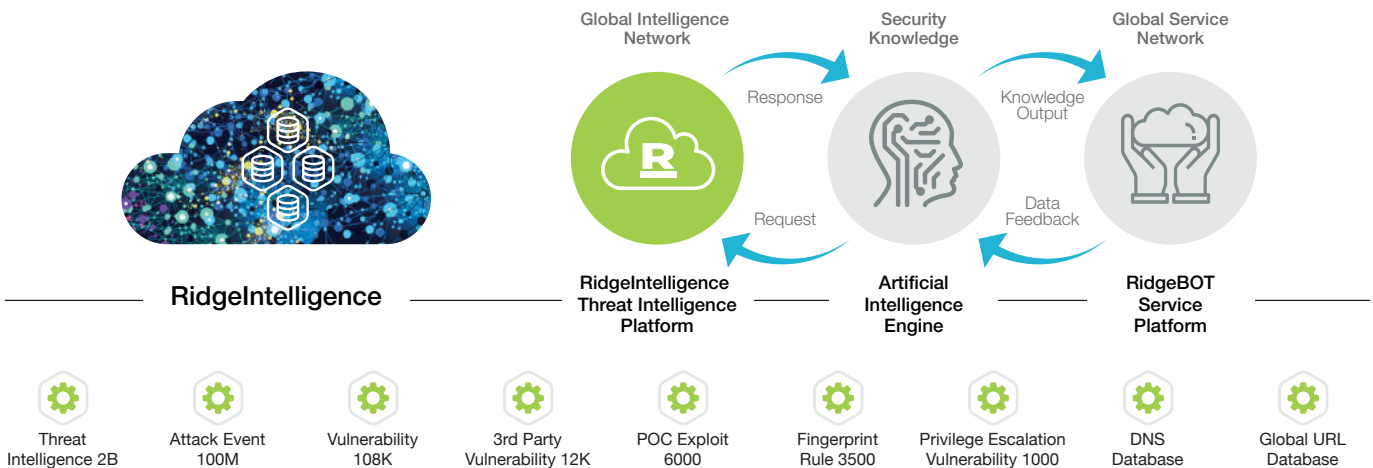 Global Intelligence
Network
Security
Knowledge
Global Service
Network
Response
Knowledge
Output
R
Request
Data
Feedback
RidgeIntelligence
RidgeIntelligence
Threat Intelligence
Platform
Artificial
Intelligence
Engine
RidgeBOT
Service
Platform
Threat
Intelligence 2B
Attack Event
100M
Vulnerability
108K
3rd Party
Vulnerability 12K
POC Exploit
6000
Fingerprint
Rule 3500
Privilege Escalation
Vulnerability 1000
DNS
Database
Global URL
Database